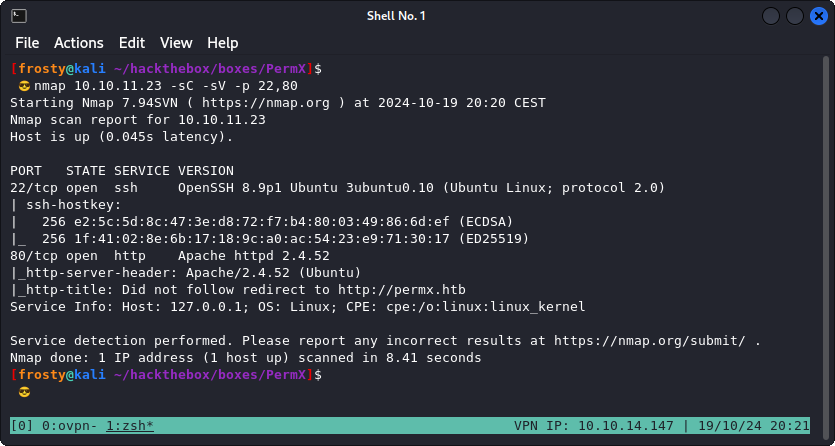 Shell No. 1
File Actions Edit View Help
[frosty@kali ~/hackthebox/boxes/PermX]$
😎 nmap 10.10.11.23 -sC -sV -p 22,80
Starting Nmap 7.94SVN ( https://nmap.org ) at 2024-10-19 20:20 CEST
Nmap scan report for 10.10.11.23
Host is up (0.045s latency).
PORT   STATE SERVICE VERSION
22/tcp open  ssh     OpenSSH 8.9p1 Ubuntu 3ubuntu0.10 (Ubuntu Linux; protocol 2.0)
| ssh-hostkey:
|   256 e2:5c:5d:8c:47:3e:d8:72:f7:b4:80:03:49:86:6d:ef (ECDSA)
|_  256 1f:41:02:8e:6b:17:18:9c:a0:ac:54:23:e9:71:30:17 (ED25519)
80/tcp open  http    Apache httpd 2.4.52
|_http-server-header: Apache/2.4.52 (Ubuntu)
|_http-title: Did not follow redirect to http://permx.htb
Service Info: Host: 127.0.0.1; OS: Linux; CPE: cpe:/o:linux:linux_kernel
Service detection performed. Please report any incorrect results at https://nmap.org/submit/ .
Nmap done: 1 IP address (1 host up) scanned in 8.41 seconds
[frosty@kali ~/hackthebox/boxes/PermX]$
😎
[0] 0:ovpn- 1:zsh* VPN IP: 10.10.14.147 | 19/10/24 20:21